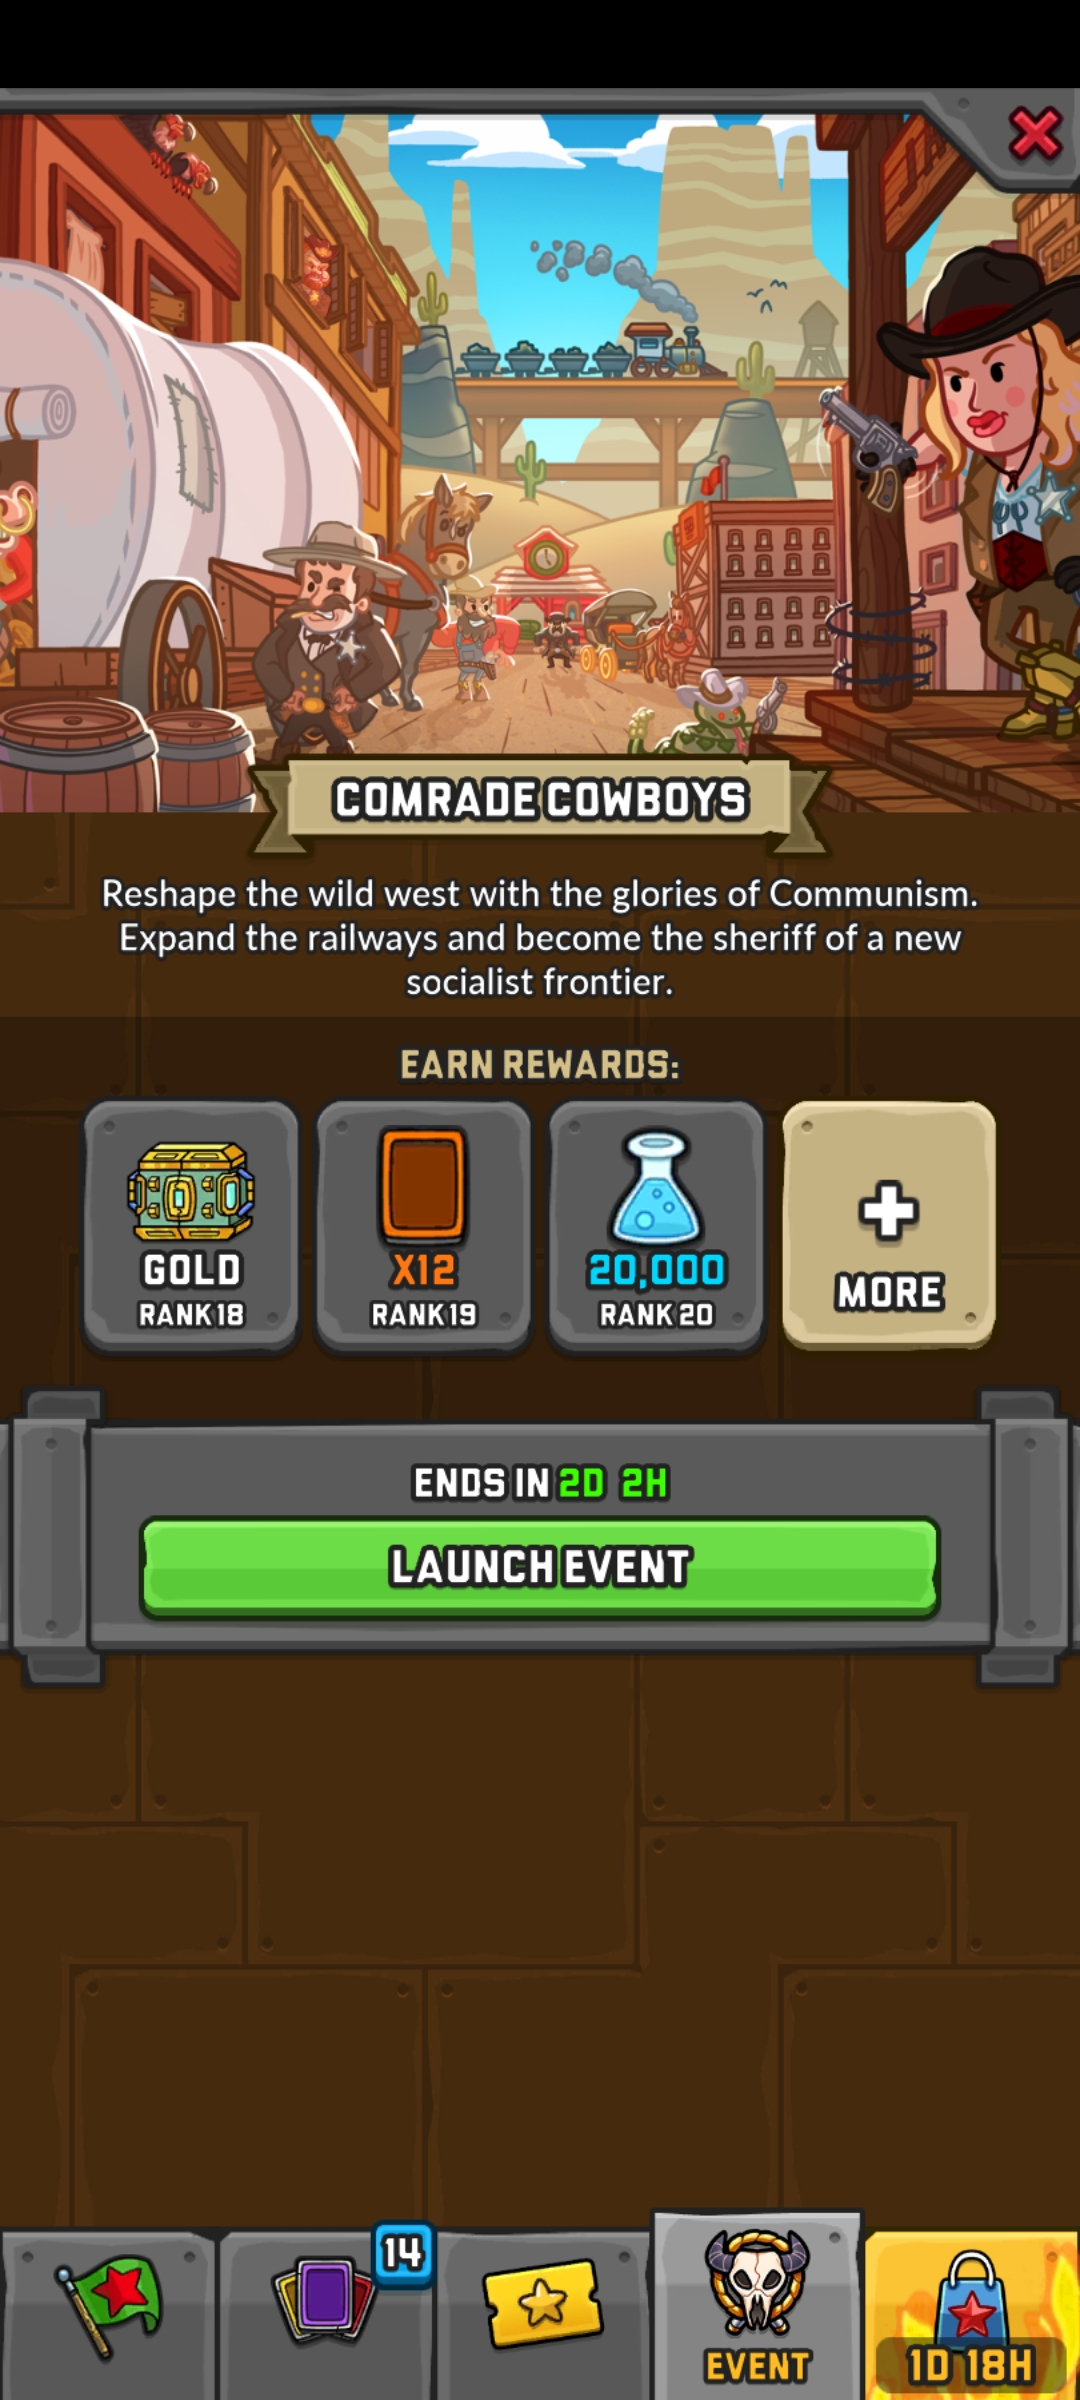 COMRADE COWBOYS
Reshape the wild west with the glories of Communism.
Expand the railways and become the sheriff of a new
socialist frontier.
EARN REWARDS:
GOLD
RANK 18
X12
RANK 19
20,000
RANK 20
MORE
ENDS IN 2D 2H
LAUNCH EVENT
14
EVENT
1D 18H